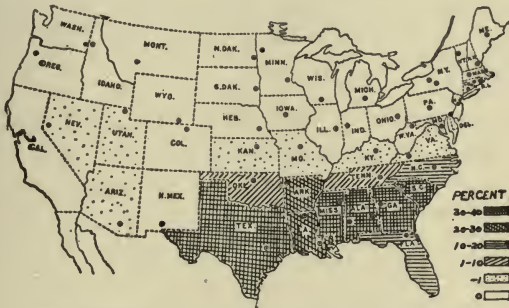 WASH.
MONT.
N.DAK.
MINN.
ME.
OREG.
IDAHO.
S.DAK.
WIS.
MICH.
N.Y.
WYO.
IOWA.
PA.
NEV.
UTAH.
NEB.
ILL.
IND.
OHIO.
CAL.
COL.
KAN.
MO.
KY.
W.VA.
VA.
DEL.
ARIZ.
N.MEX.
OKL.
ARK.
TENN.
N.C.
S.C.
TEX.
MISS
GA.
FLA.
PERCENT
30-40
20-30
10-20
1-10
-1
0